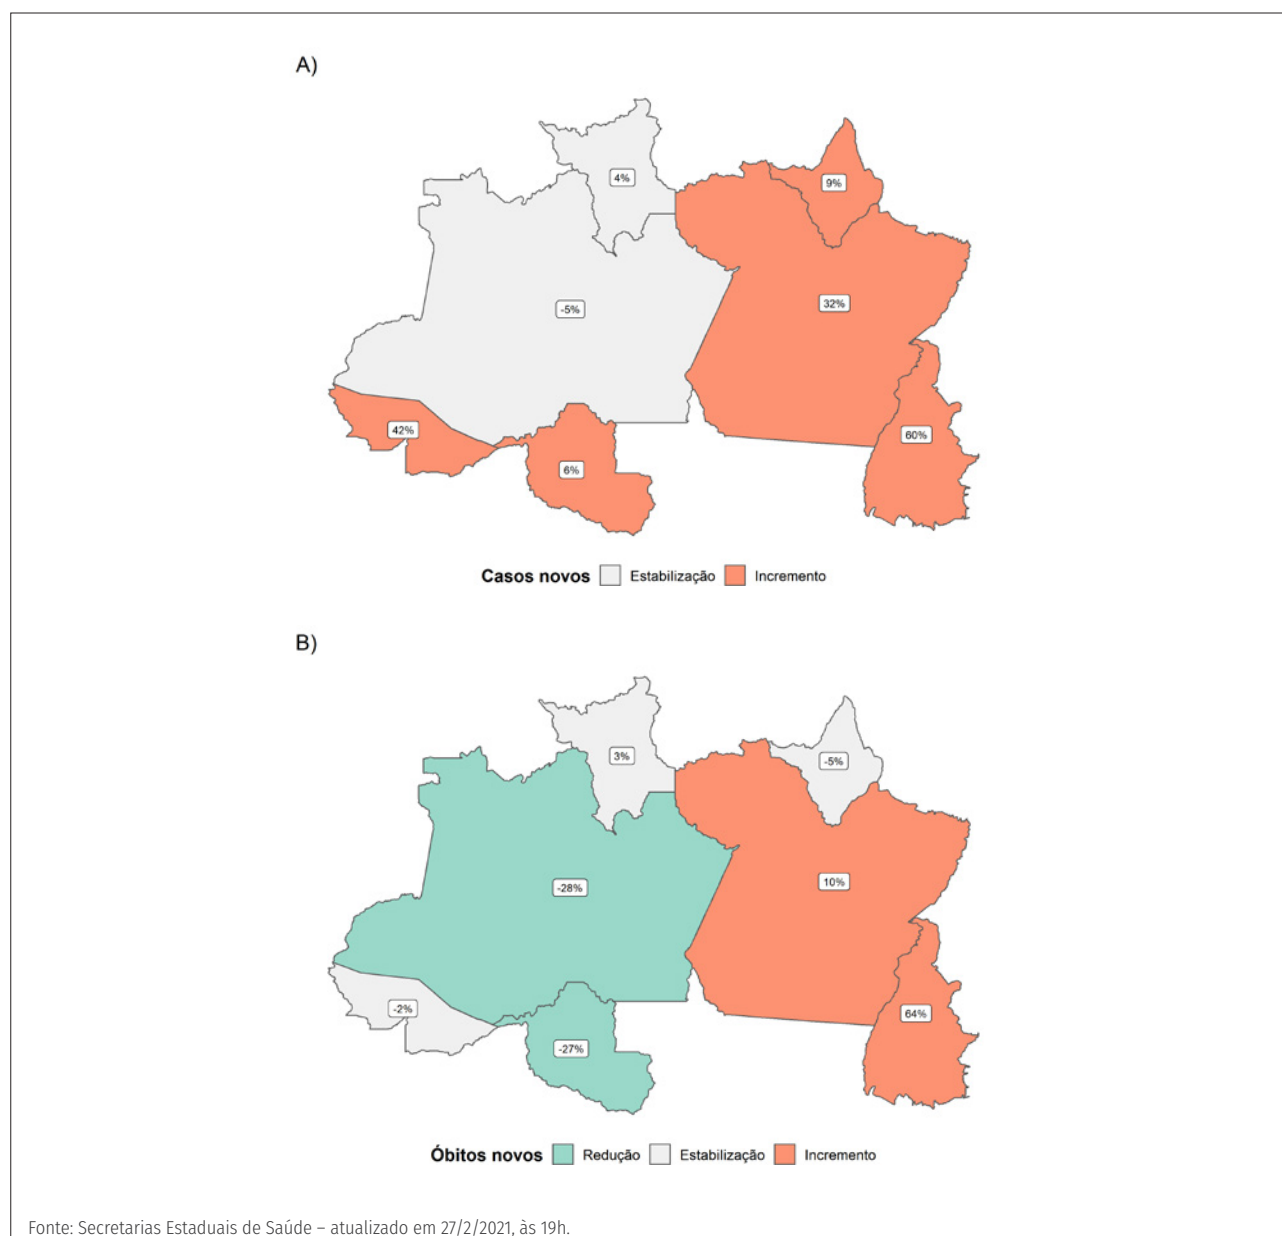 A)
4%
9%
-5%
32%
42%
6%
60%
Casos novos Estabilização Incremento
B)
3%
-5%
-28%
10%
-2%
-27%
64%
Óbitos novos Redução Estabilização Incremento
Fonte: Secretarias Estaduais de Saúde – atualizado em 27/2/2021, às 19h.